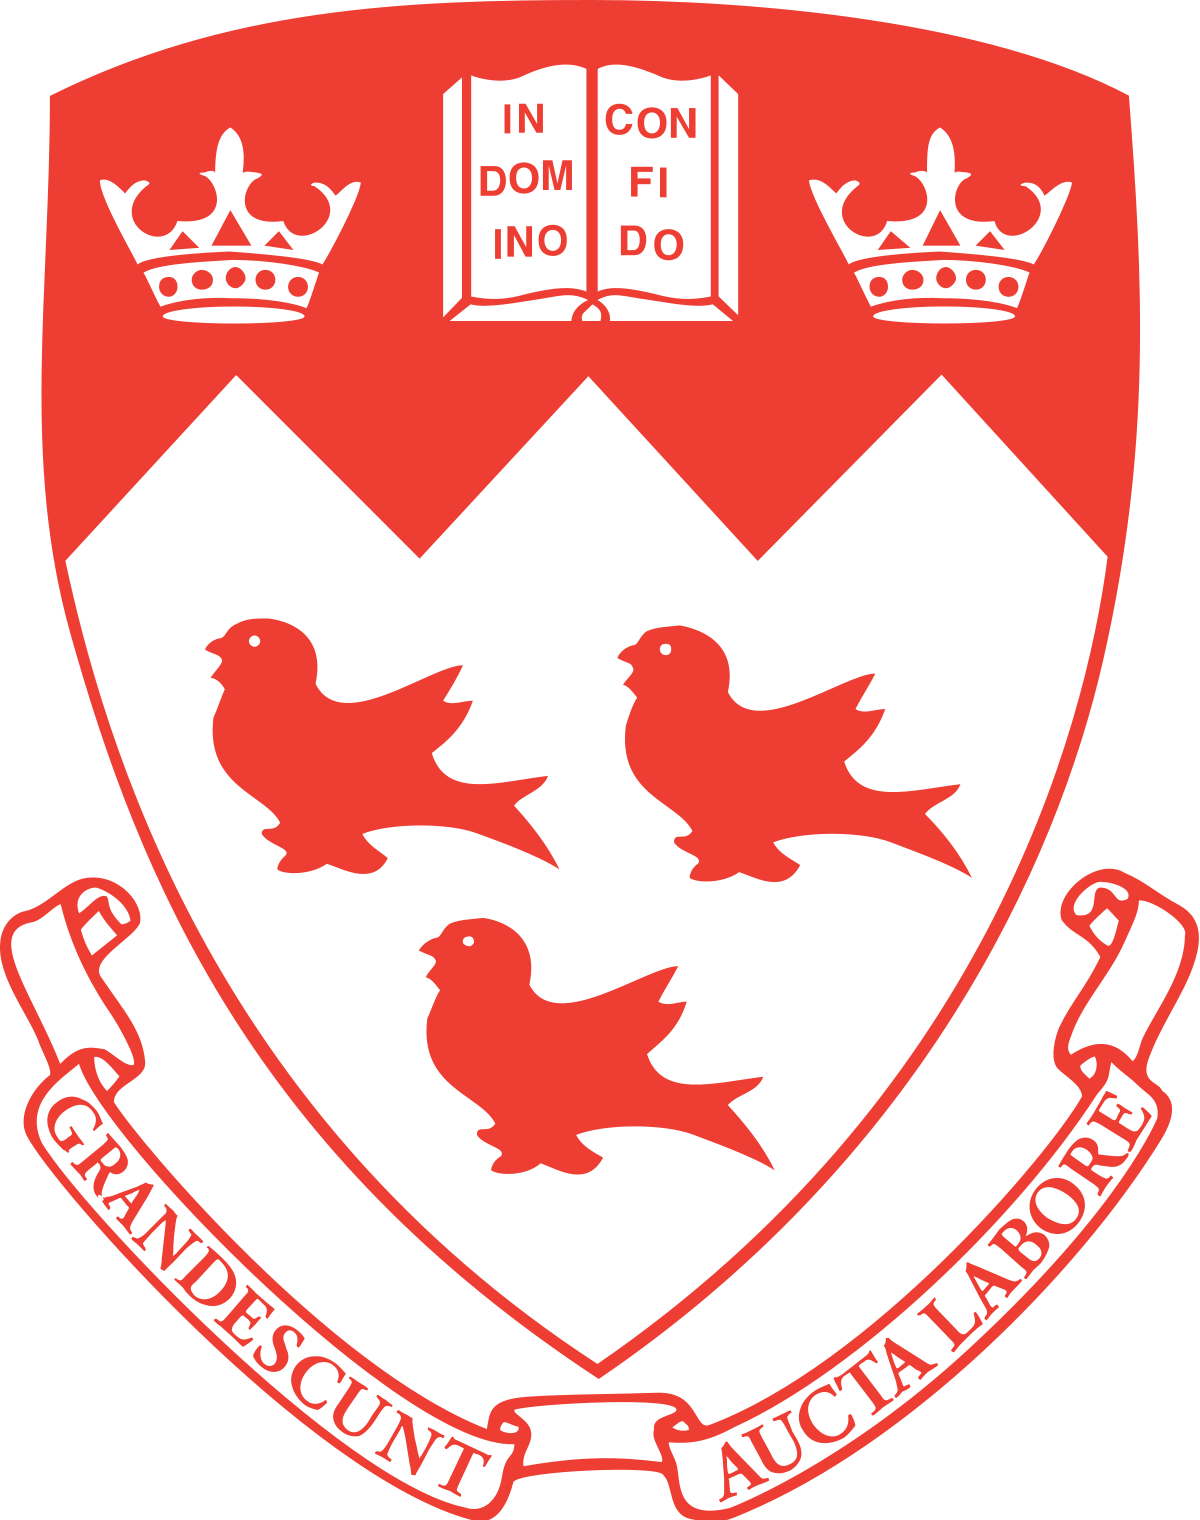 IN
DOM
INO
CON
FI
DO
GRANDESCUNT
AUCTA LABORE